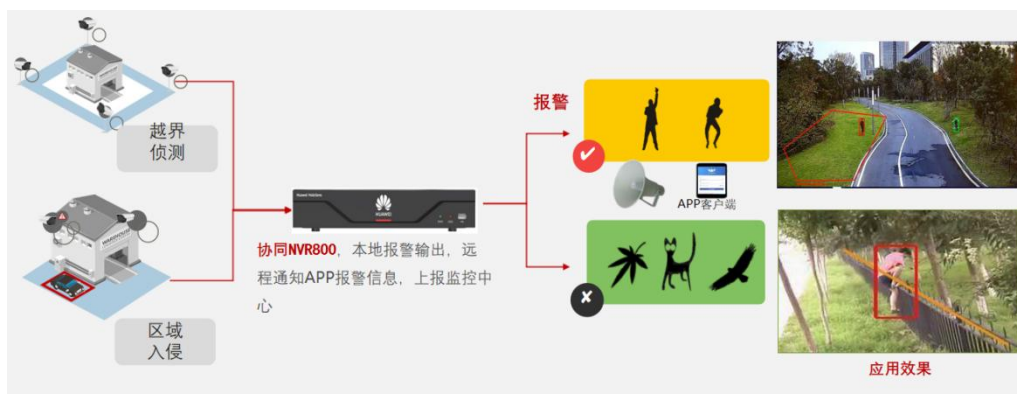 越界
侦测
WAREHOUSE
区域
入侵
HUAWEI
协同NVR800，本地报警输出，远
程通知APP报警信息，上报监控中
心
报警
APP客户端
应用效果